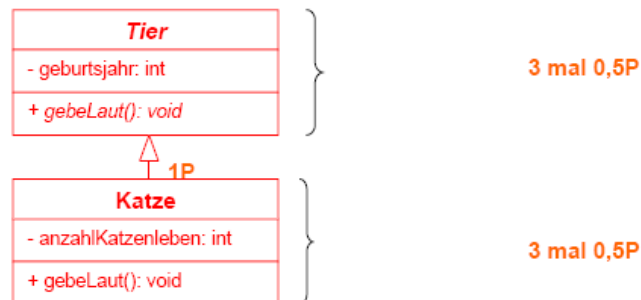 Tier
- geburtsjahr: int
3 mal 0,5P
+ gebeLaut(): void
1P
Katze
- anzahlKatzenleben: int
3 mal 0,5P
+ gebeLaut(): void